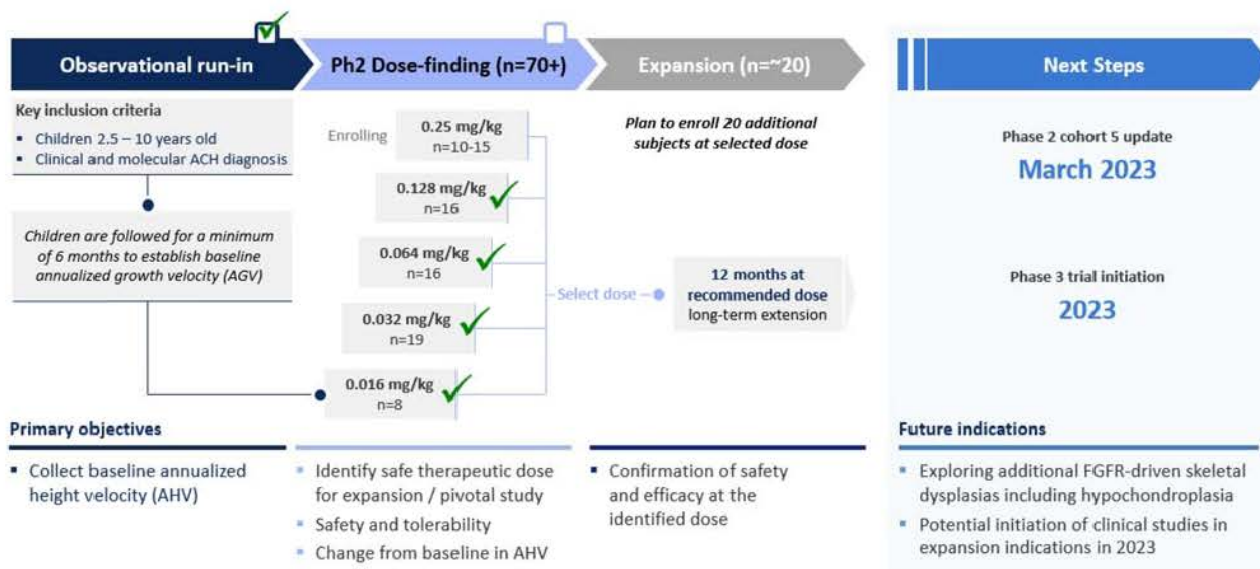 Observational run-in
Ph2 Dose-finding (n=70+)
Expansion (n=~20)
Next Steps
Key inclusion criteria
▪ Children 2.5 – 10 years old
▪ Clinical and molecular ACH diagnosis
Children are followed for a minimum
of 6 months to establish baseline
annualized growth velocity (AGV)
Enrolling
0.25 mg/kg
n=10-15
0.128 mg/kg
n=16
0.064 mg/kg
n=16
0.032 mg/kg
n=19
0.016 mg/kg
n=8
Select dose
Plan to enroll 20 additional
subjects at selected dose
12 months at
recommended dose
long-term extension
Phase 2 cohort 5 update
March 2023
Phase 3 trial initiation
2023
Primary objectives
▪ Collect baseline annualized
height velocity (AHV)
▪ Identify safe therapeutic dose
for expansion / pivotal study
▪ Safety and tolerability
▪ Change from baseline in AHV
▪ Confirmation of safety
and efficacy at the
identified dose
Future indications
▪ Exploring additional FGFR-driven skeletal
dysplasias including hypochondroplasia
▪ Potential initiation of clinical studies in
expansion indications in 2023